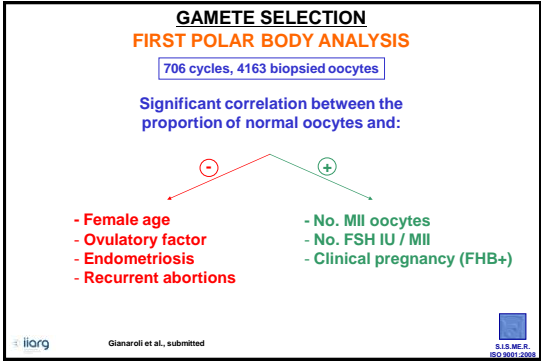 GAMETE SELECTION
FIRST POLAR BODY ANALYSIS
706 cycles, 4163 biopsied oocytes
Significant correlation between the
proportion of normal oocytes and:
-
+
- Female age
- Ovulatory factor
- Endometriosis
- Recurrent abortions
- No. MII oocytes
- No. FSH IU / MII
- Clinical pregnancy (FHB+)
iiarg
Gianaroli et al., submitted
S.I.S.ME.R.
ISO 9001:2008